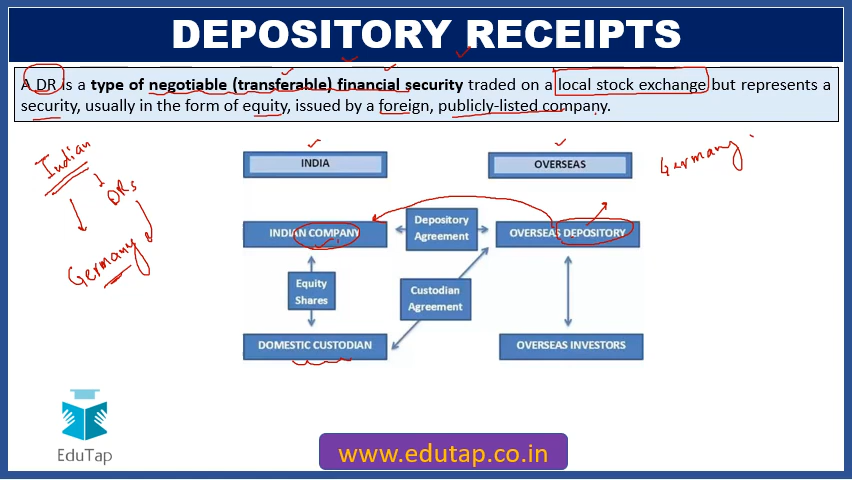 DEPOSITORY RECEIPTS
A DR is a type of negotiable (transferable) financial security traded on a local stock exchange but represents a
security, usually in the form of equity, issued by a foreign, publicly-listed company.
Indian
DRs
Germany
INDIA
OVERSEAS
Germany
INDIAN COMPANY
Depository
Agreement
OVERSEAS DEPOSITORY
Equity
Shares
Custodian
Agreement
DOMESTIC CUSTODIAN
OVERSEAS INVESTORS
EduTap
www.edutap.co.in